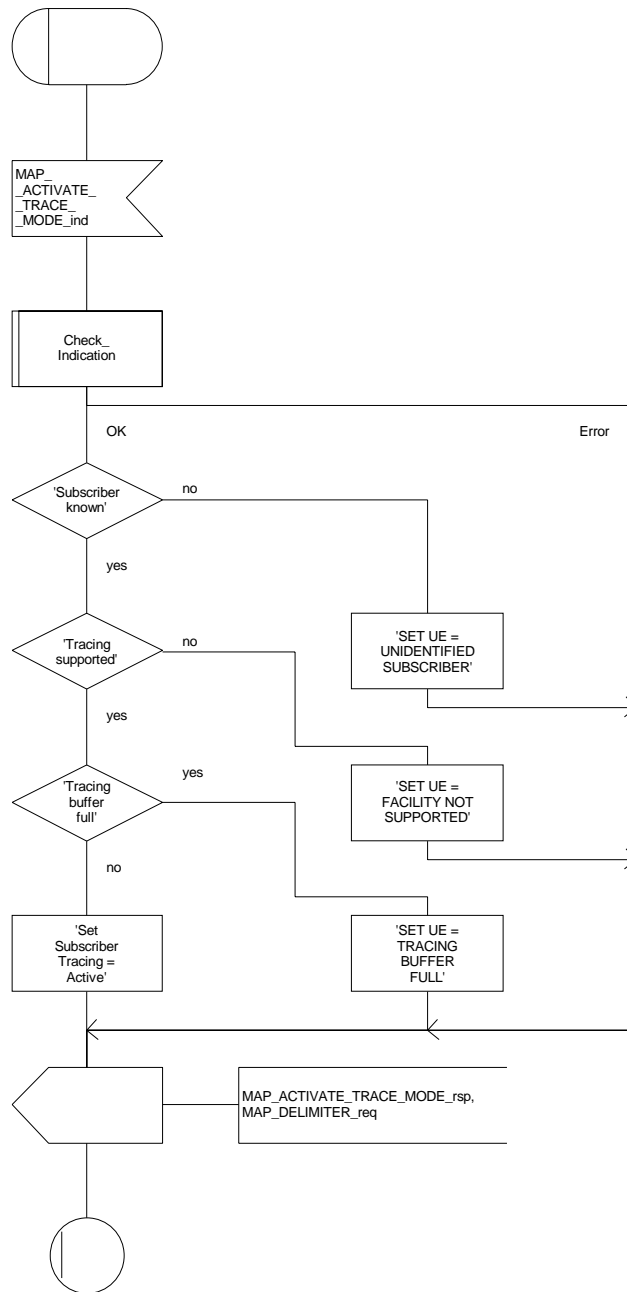 MAP_
_ACTIVATE_
_TRACE_
_MODE_ind
Check_
Indication
OK
Error
'Subscriber
known'
no
yes
'Tracing
supported'
no
'SET UE =
UNIDENTIFIED
SUBSCRIBER'
yes
'Tracing
buffer
full'
yes
'SET UE =
FACILITY NOT
SUPPORTED'
no
'Set
Subscriber
Tracing =
Active'
'SET UE =
TRACING
BUFFER
FULL'
MAP_ACTIVATE_TRACE_MODE_rsp,
MAP_DELIMITER_req